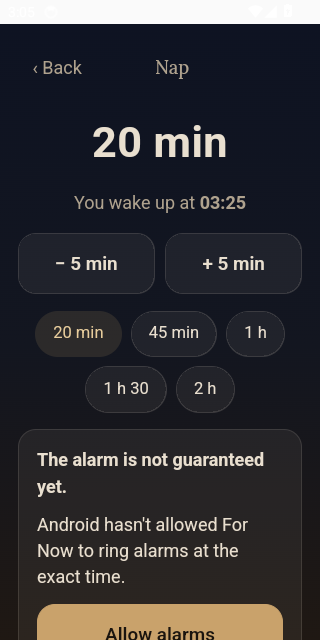 ‹ Back
Nap
20 min
You wake up at 03:25
− 5 min
+ 5 min
20 min
45 min
1 h
1 h 30
2 h
The alarm is not guaranteed
yet.
Android hasn't allowed For
Now to ring alarms at the
exact time.
Allow alarms